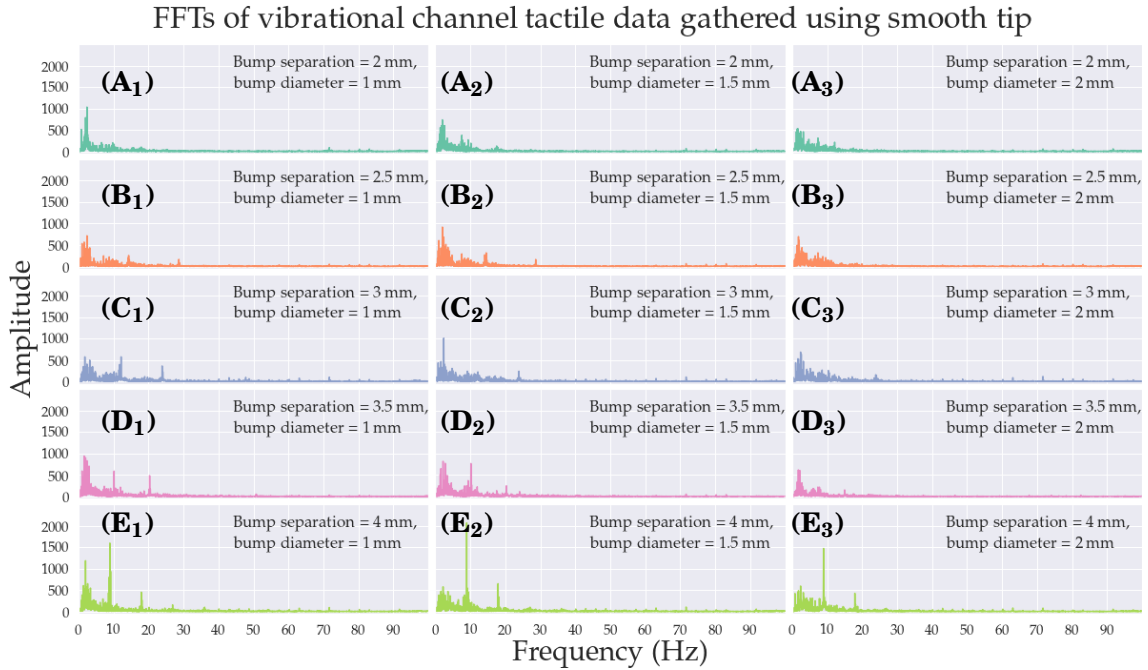 FFTs of vibrational channel tactile data gathered using smooth tip
2000
1500
1000
500
0
(A1)
Bump separation = 2 mm,
bump diameter = 1 mm
(A2)
Bump separation = 2 mm,
bump diameter = 1.5 mm
(A3)
Bump separation = 2 mm,
bump diameter = 2 mm
2000
1500
1000
500
0
(B1)
Bump separation = 2.5 mm,
bump diameter = 1 mm
(B2)
Bump separation = 2.5 mm,
bump diameter = 1.5 mm
(B3)
Bump separation = 2.5 mm,
bump diameter = 2 mm
Amplitude
2000
1500
1000
500
0
(C1)
Bump separation = 3 mm,
bump diameter = 1 mm
(C2)
Bump separation = 3 mm,
bump diameter = 1.5 mm
(C3)
Bump separation = 3 mm,
bump diameter = 2 mm
2000
1500
1000
500
0
(D1)
Bump separation = 3.5 mm,
bump diameter = 1 mm
(D2)
Bump separation = 3.5 mm,
bump diameter = 1.5 mm
(D3)
Bump separation = 3.5 mm,
bump diameter = 2 mm
2000
1500
1000
500
0
(E1)
Bump separation = 4 mm,
bump diameter = 1 mm
(E2)
Bump separation = 4 mm,
bump diameter = 1.5 mm
(E3)
Bump separation = 4 mm,
bump diameter = 2 mm
0 10 20 30 40 50 60 70 80 90
0 10 20 30 40 50 60 70 80 90
0 10 20 30 40 50 60 70 80 90
Frequency (Hz)